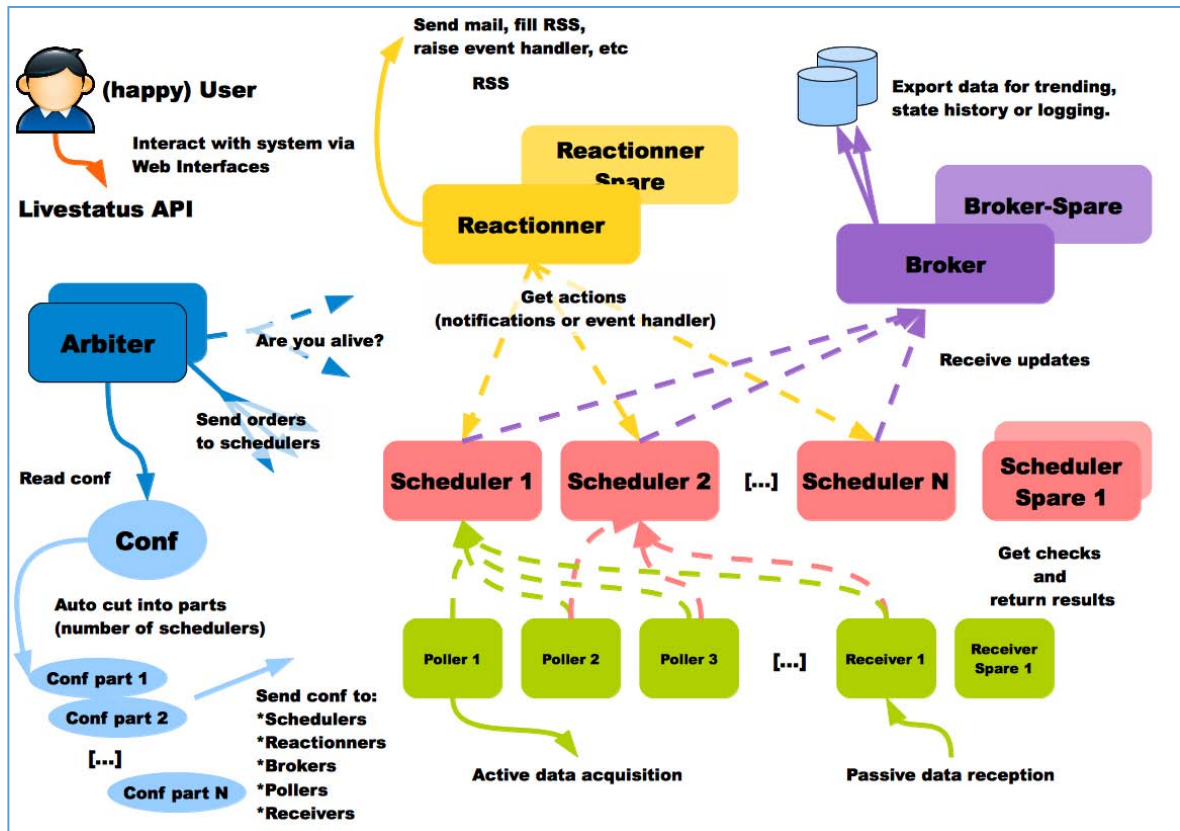 Send mail, fill RSS,
raise event handler, etc
RSS
(happy) User
Interact with system via
Web Interfaces
Livestatus API
Export data for trending,
state history or logging.
Reactionner
Spare
Reactionner
Broker-Spare
Broker
Get actions
(notifications or event handler)
Arbiter
Are you alive?
Receive updates
Send orders
to schedulers
Read conf
Scheduler 1
Scheduler 2
[...]
Scheduler N
Scheduler
Spare 1
Conf
Get checks
and
return results
Auto cut into parts
(number of schedulers)
Poller 1
Poller 2
Poller 3
[...]
Receiver 1
Receiver
Spare 1
Conf part 1
Conf part 2
[...]
Conf part N
Send conf to:
*Schedulers
*Reactionners
*Brokers
*Pollers
*Receivers
Active data acquisition
Passive data reception